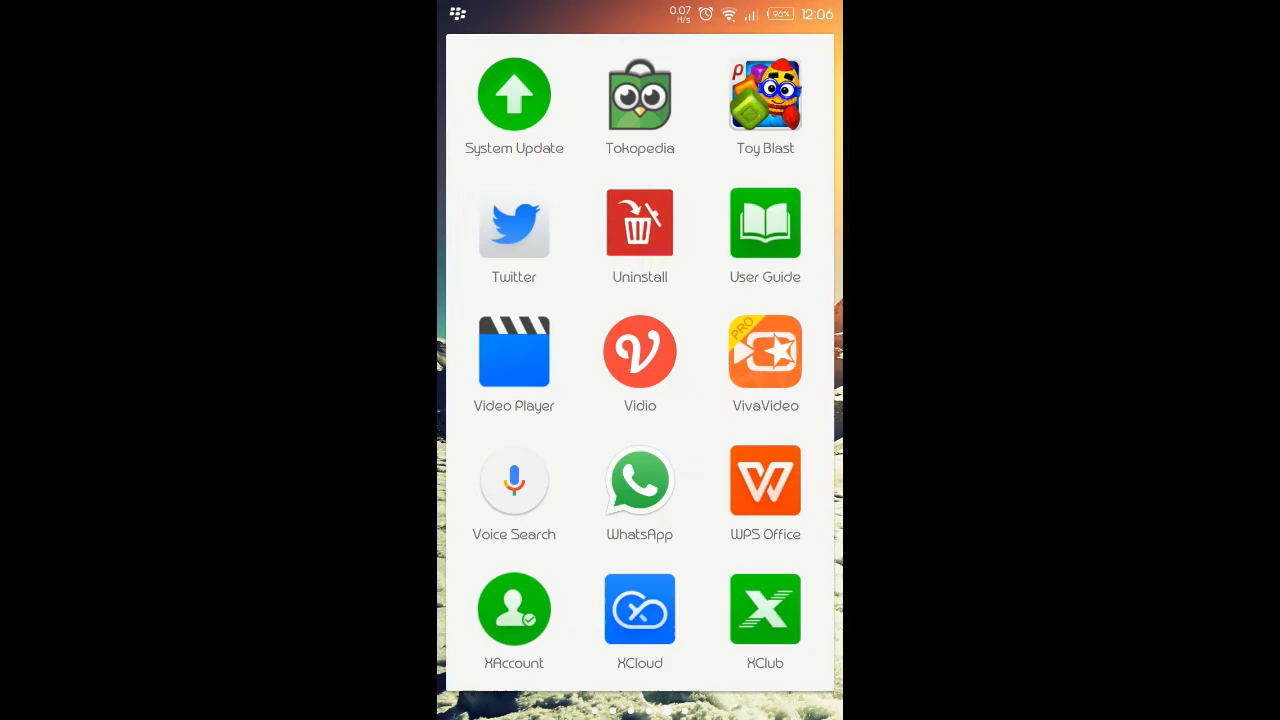 0.07
K/s
96%
12:06
System Update
Tokopedia
Toy Blast
Twitter
Uninstall
User Guide
PRO
Video Player
Vidio
VivaVideo
Voice Search
WhatsApp
WPS Office
XAccount
XCloud
XClub